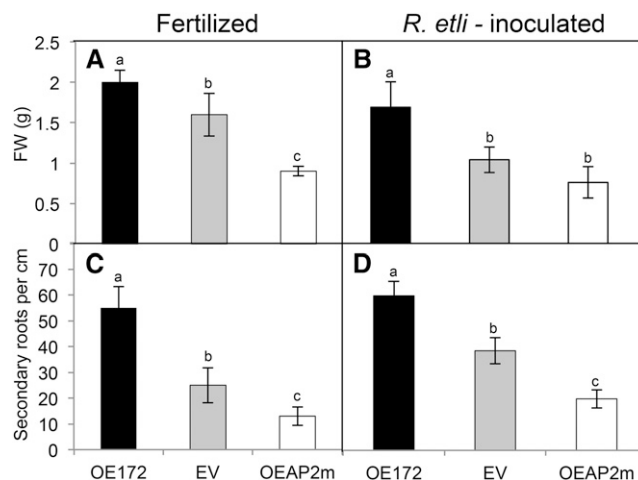 Fertilized
R. etli - inoculated
A
B
FW (g)
2.5
2
1.5
1
0.5
0
a
b
c
a
b
b
C
D
Secondary roots per cm
70
60
50
40
30
20
10
0
a
b
c
a
b
c
OE172 EV OEAP2m OE172 EV OEAP2m